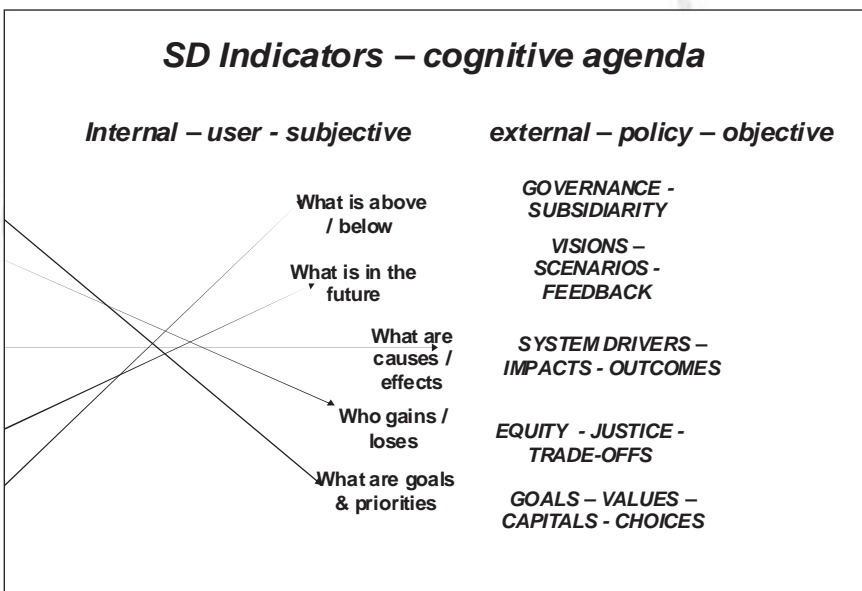 SD Indicators – cognitive agenda
Internal – user - subjective
external – policy – objective
What is above
/ below
GOVERNANCE -
SUBSIDIARITY
What is in the
future
VISIONS –
SCENARIOS -
FEEDBACK
What are
causes /
effects
SYSTEM DRIVERS –
IMPACTS - OUTCOMES
Who gains /
loses
EQUITY - JUSTICE -
TRADE-OFFS
What are goals
& priorities
GOALS – VALUES –
CAPITALS - CHOICES